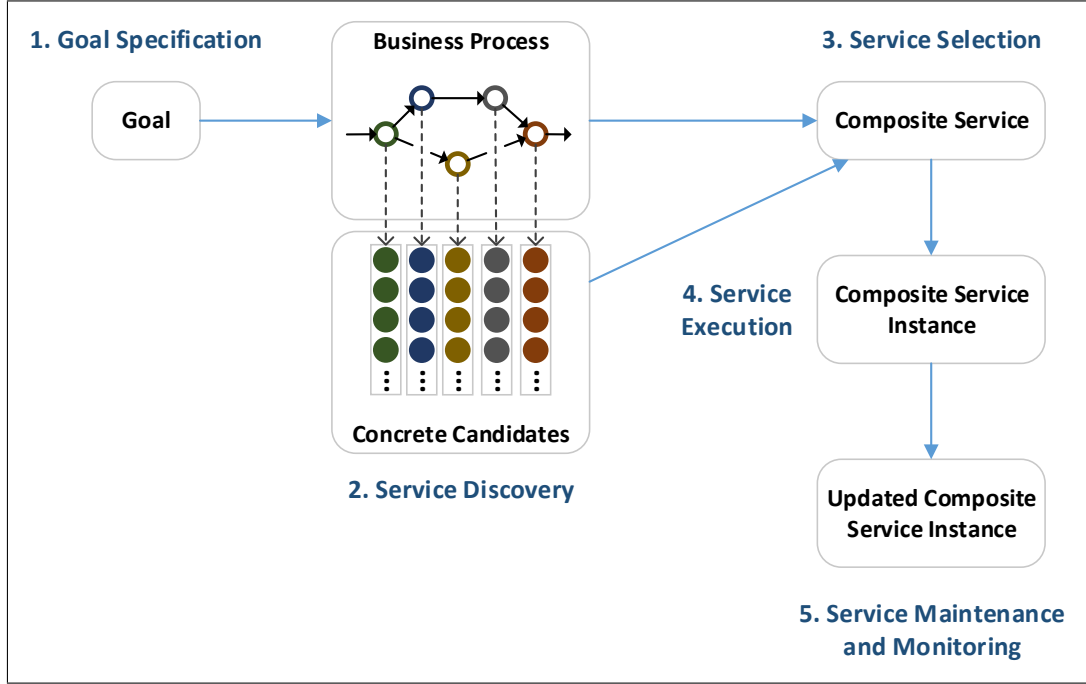 1. Goal Specification
Business Process
3. Service Selection
Goal
Composite Service
4. Service
Execution
Composite Service
Instance
Concrete Candidates
2. Service Discovery
Updated Composite
Service Instance
5. Service Maintenance
and Monitoring